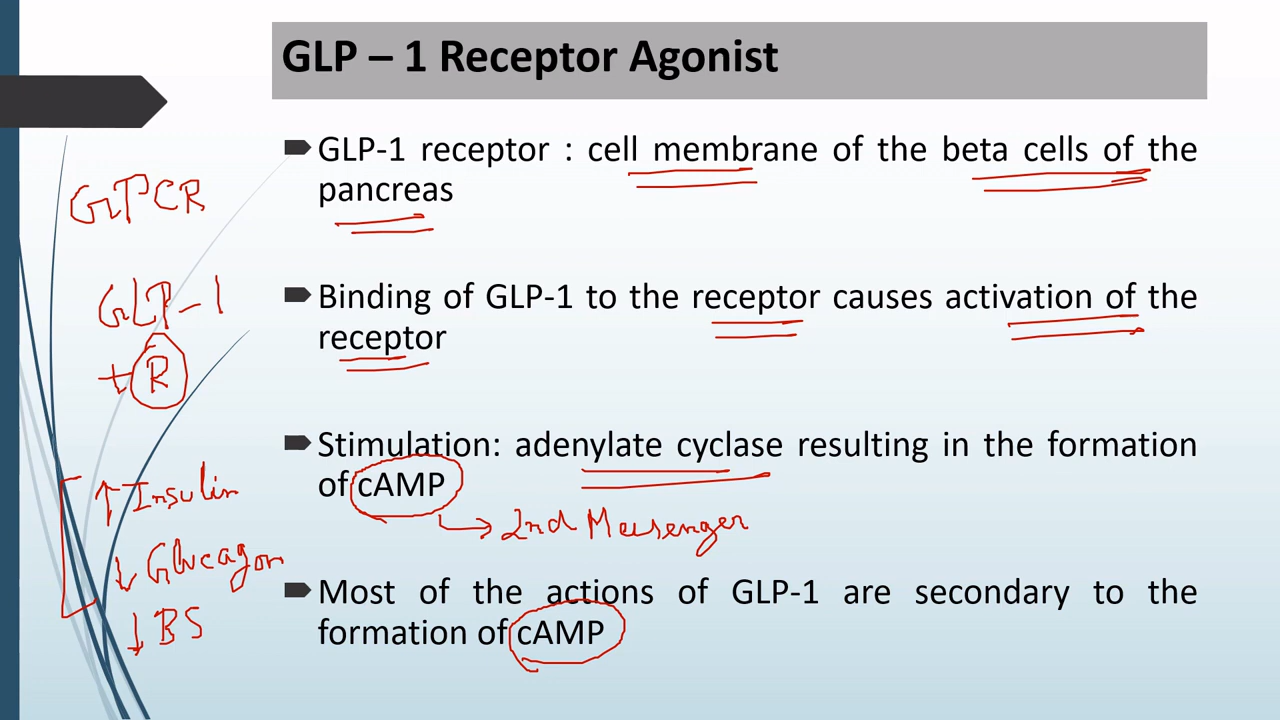 GLP – 1 Receptor Agonist
GLP-1 receptor : cell membrane of the beta cells of the
pancreas
GPCR
Binding of GLP-1 to the receptor causes activation of the
receptor
GLP-1
+ R
Stimulation: adenylate cyclase resulting in the formation
of cAMP
↑ Insulin
→ 2nd Messenger
↓ Glucagon
Most of the actions of GLP-1 are secondary to the
formation of cAMP
↓ BS